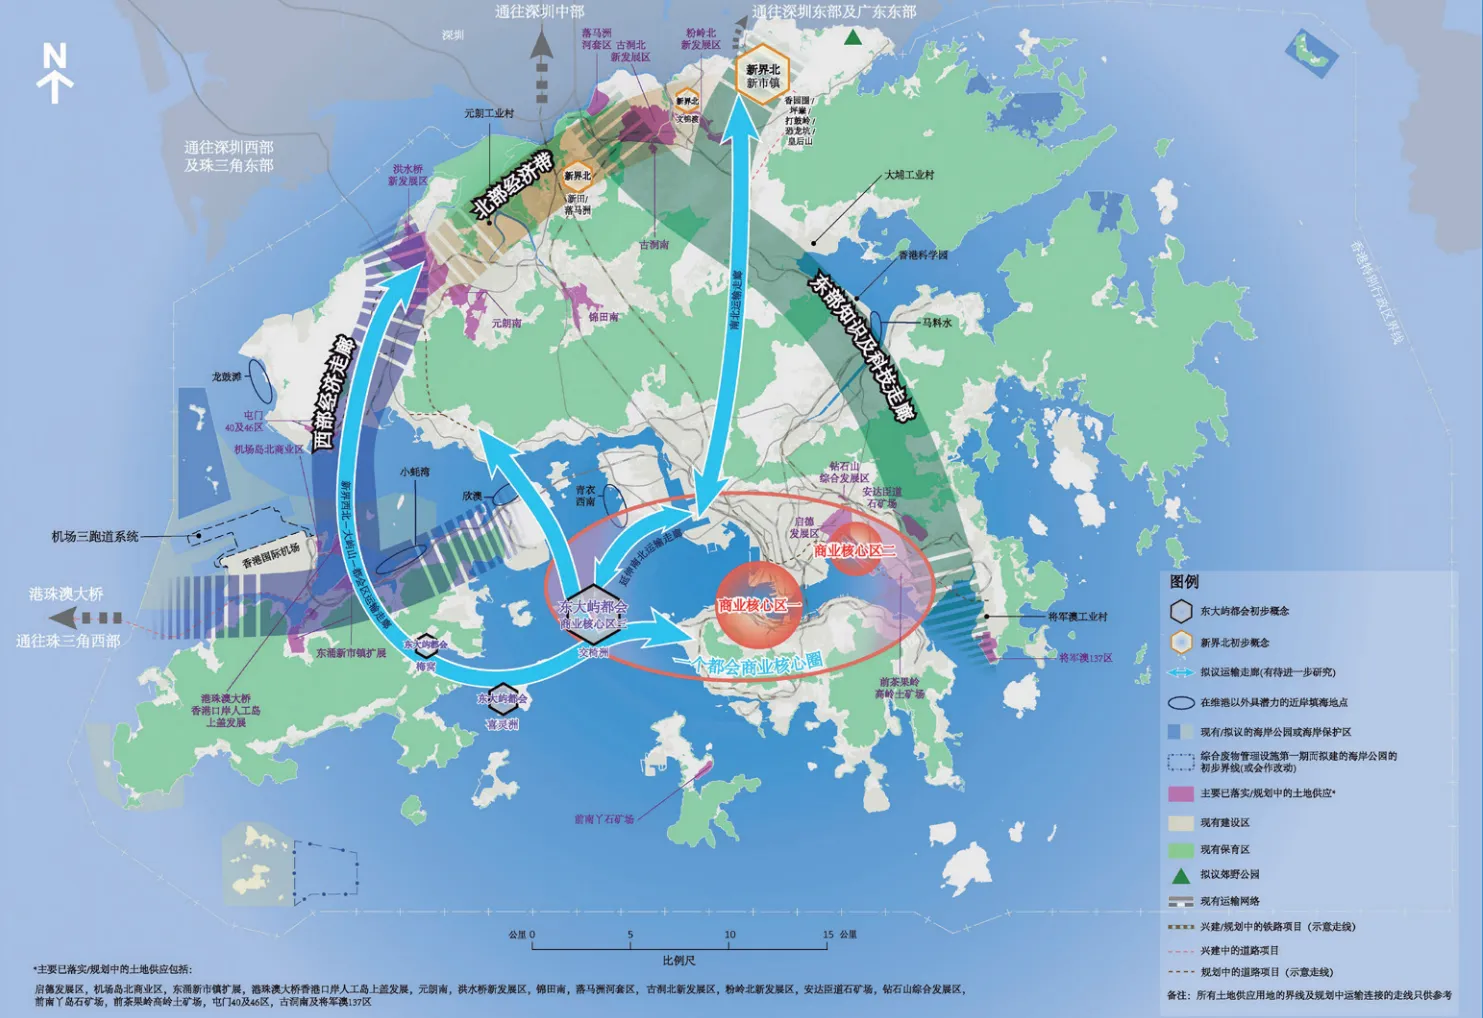 通往深圳中部
通往深圳东部及广东东部
深圳
N
落马洲
河套区
古洞北
新发展区
粉岭北
新发展区
新界北
新市镇
新界北
文锦渡
香园围/
坪輋/
打鼓岭/
恐龙坑/
皇后山
元朗工业村
通往深圳西部
及珠三角东部
洪水桥
新发展区
北部经济带
新界北
新田/
落马洲
大埔工业村
古洞南
香港科学园
香港特别行政区界线
南北运输走廊
东部知识及科技走廊
马料水
元朗南
锦田南
西部经济走廊
龙鼓滩
屯门
40及46区
机场岛北商业区
小蚝湾
欣澳
青衣
西南
钻石山
综合发展区
安达臣道
石矿场
启德
发展区
商业核心区二
机场三跑道系统
香港国际机场
新界西北—大屿山—都会区运输走廊
延伸南北运输走廊
港珠澳大桥
通往珠三角西部
东大屿都会
商业核心区三
交椅洲
商业核心区一
一个都会商业核心圈
将军澳工业村
将军澳137区
东涌新市镇扩展
东大屿都会
梅窝
东大屿都会
喜灵洲
港珠澳大桥
香港口岸人工岛
上盖发展
前茶果岭
高岭土矿场
前南丫石矿场
图例
东大屿都会初步概念
新界北初步概念
拟议运输走廊(有待进一步研究)
在维港以外具潜力的近岸填海地点
现有/拟议的海岸公园或海岸保护区
综合废物管理设施第一期而拟建的海岸公园的
初步界线(或会作改动)
主要已落实/规划中的土地供应*
现有建设区
现有保育区
拟议郊野公园
现有运输网络
兴建/规划中的铁路项目（示意走线）
兴建中的道路项目
规划中的道路项目（示意走线）
备注：所有土地供应用地的界线及规划中运输连接的走线只供参考
公里 0 5 10 15 公里
比例尺
*主要已落实/规划中的土地供应包括：
启德发展区，机场岛北商业区，东涌新市镇扩展，港珠澳大桥香港口岸人工岛上盖发展，元朗南，洪水桥新发展区，锦田南，落马洲河套区，古洞北新发展区，粉岭北新发展区，安达臣道石矿场，钻石山综合发展区，
前南丫岛石矿场，前茶果岭高岭土矿场，屯门40及46区，古洞南及将军澳137区